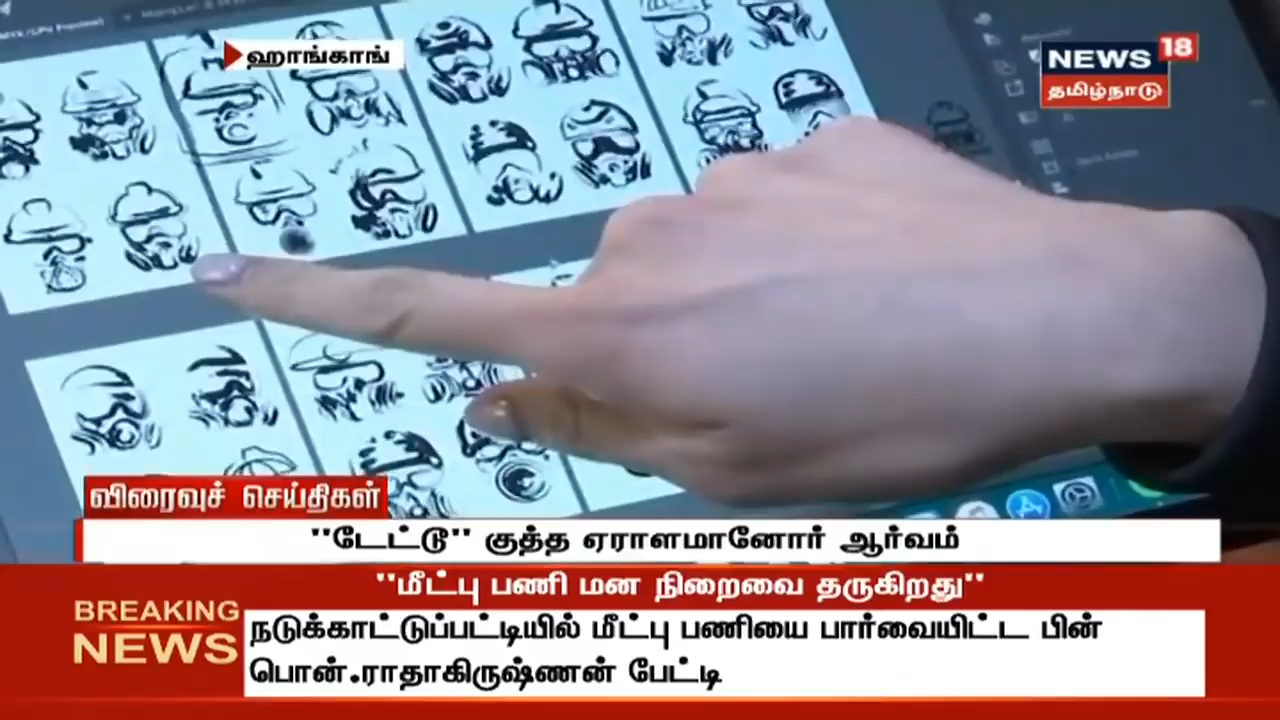 ஹாங்காங்
NEWS 18
தமிழ்நாடு
விரைவுச் செய்திகள்
"டேட்டூ" குத்த ஏராளமானோர் ஆர்வம்
"மீட்பு பணி மன நிறைவை தருகிறது"
BREAKING
NEWS
நடுக்காட்டுப்பட்டியில் மீட்பு பணியை பார்வையிட்ட பின்
பொன்.ராதாகிருஷ்ணன் பேட்டி